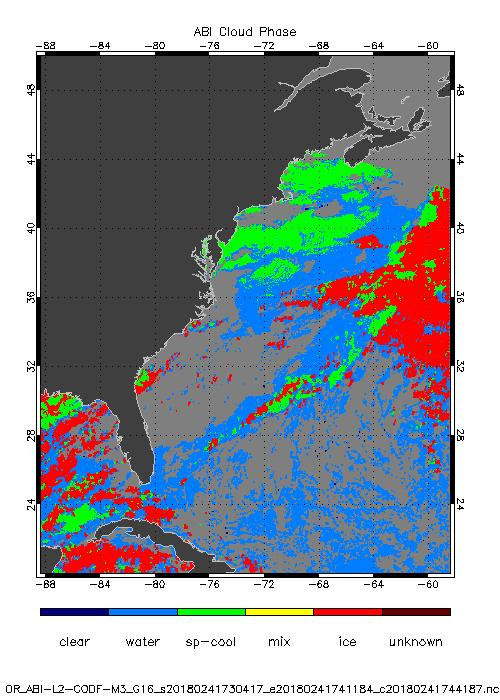 ABI Cloud Phase
-88 -84 -80 -76 -72 -68 -64 -60
48 48
44 44
40 40
36 36
32 32
28 28
24 24
-88 -84 -80 -76 -72 -68 -64 -60
clear water sp-cool mix ice unknown
OR_ABI-L2-CODF-M3_G16_s20180241730417_e20180241741184_c20180241744187.nc